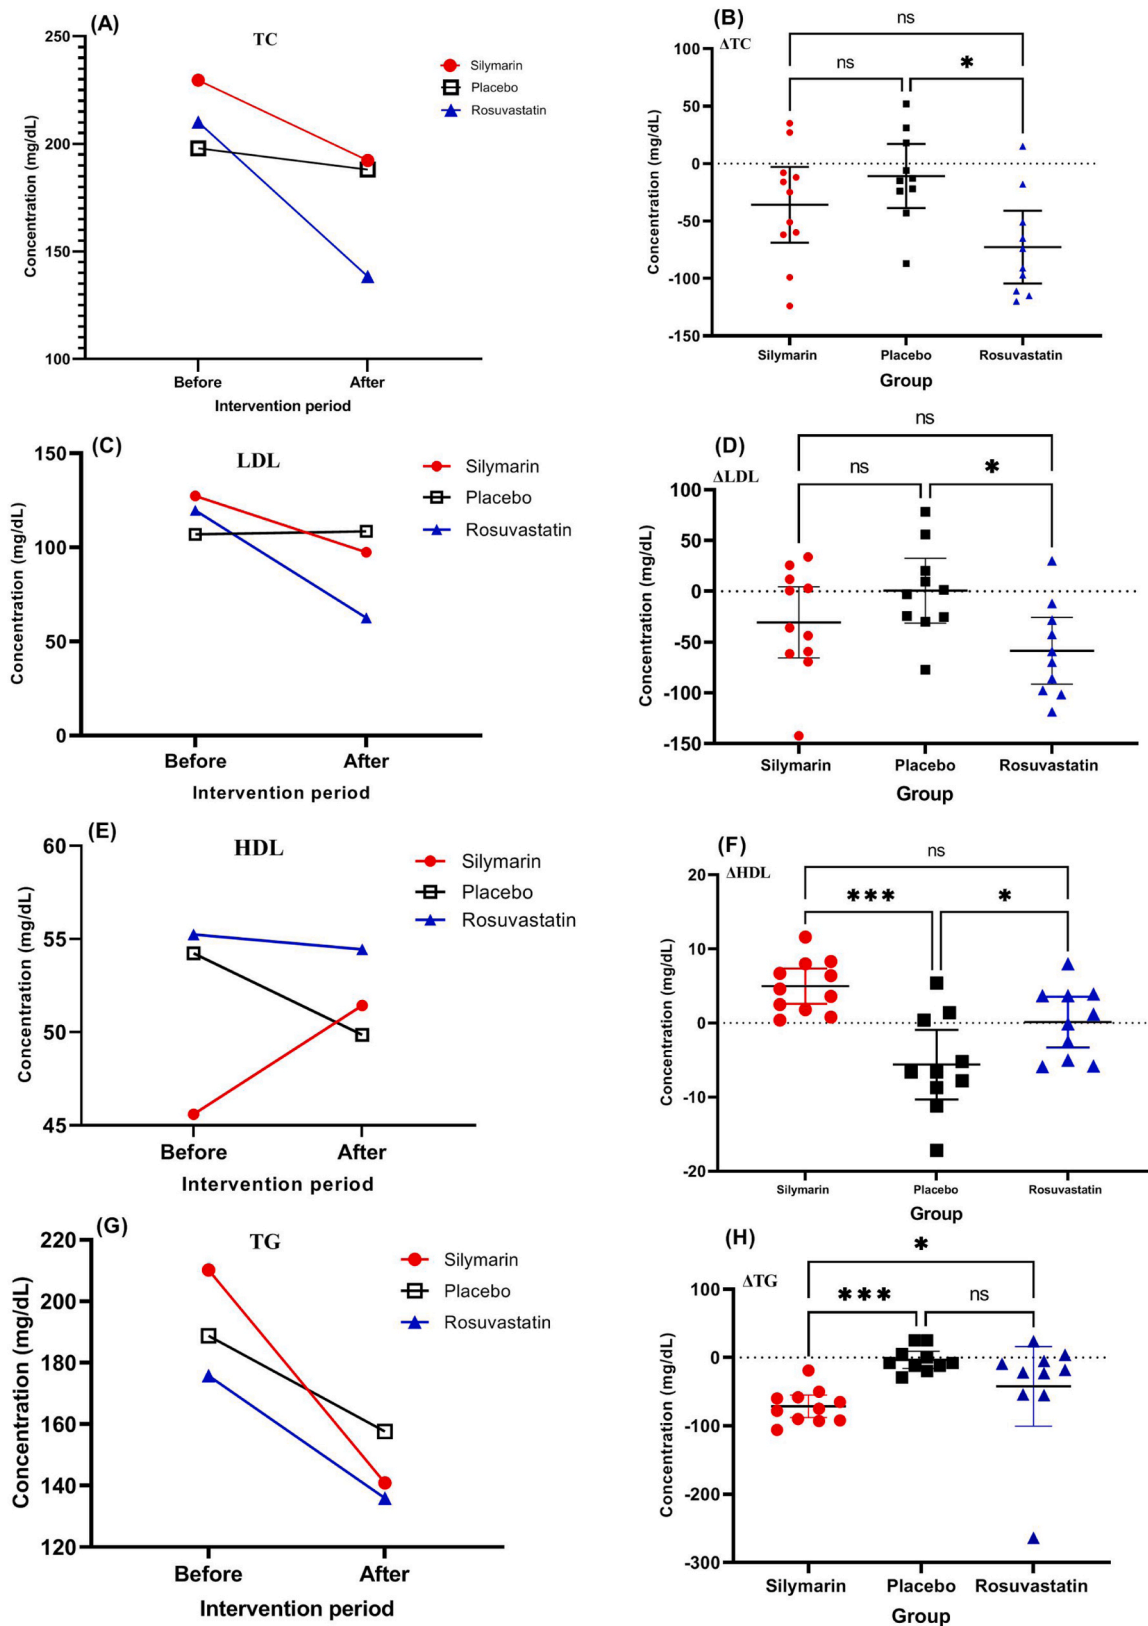 (A)
TC
250
200
150
100
Concentration (mg/dL)
Silymarin
Placebo
Rosuvastatin
Before After
Intervention period
(B)
ΔTC
ns
ns *
100
50
0
-50
-100
-150
Concentration (mg/dL)
Silymarin Placebo Rosuvastatin
Group
(C)
LDL
150
100
50
0
Concentration (mg/dL)
Silymarin
Placebo
Rosuvastatin
Before After
Intervention period
(D)
ΔLDL
ns
ns *
100
50
0
-50
-100
-150
Concentration (mg/dL)
Silymarin Placebo Rosuvastatin
Group
(E)
HDL
60
55
50
45
Concentration (mg/dL)
Silymarin
Placebo
Rosuvastatin
Before After
Intervention period
(F)
ΔHDL
ns
*** *
20
10
0
-10
-20
Concentration (mg/dL)
Silymarin Placebo Rosuvastatin
Group
(G)
TG
220
200
180
160
140
120
Concentration (mg/dL)
Silymarin
Placebo
Rosuvastatin
Before After
Intervention period
(H)
ΔTG
*
*** ns
100
0
-100
-200
-300
Concentration (mg/dL)
Silymarin Placebo Rosuvastatin
Group